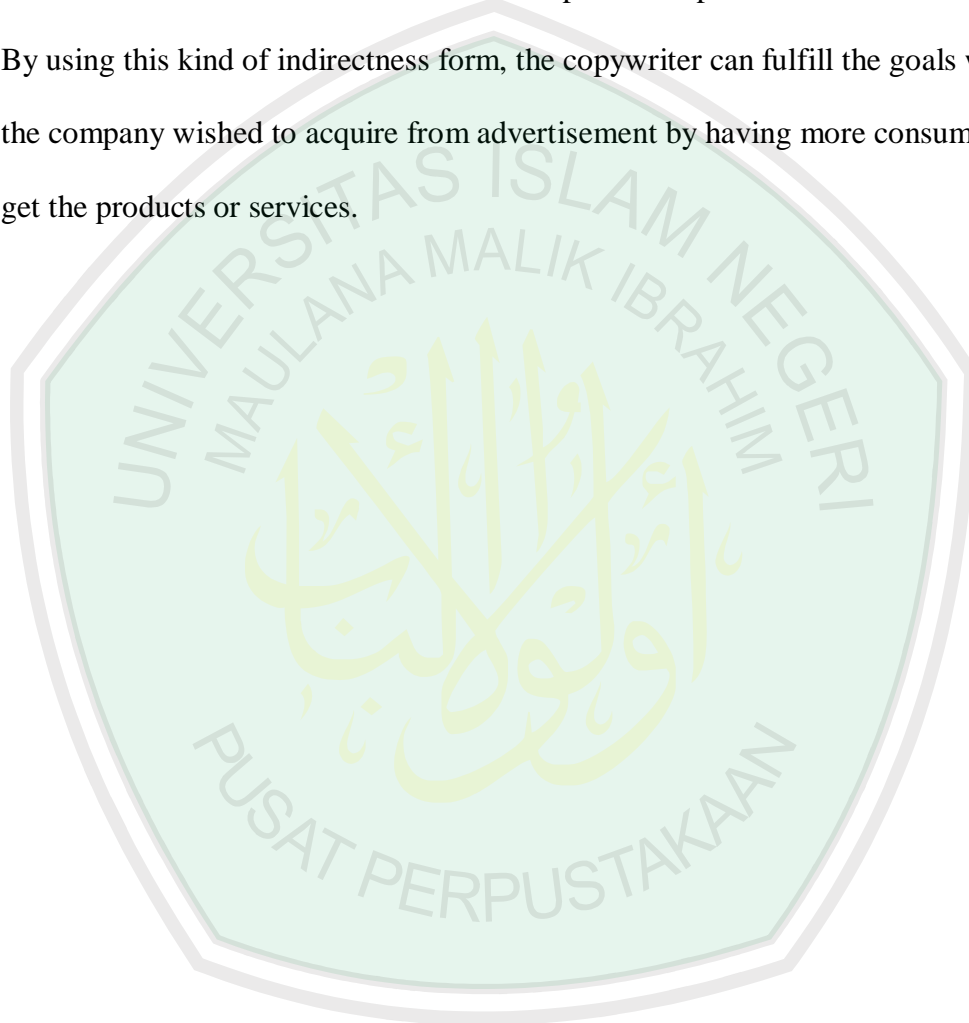 By using this kind of indirectness form, the copywriter can fulfill the goals
the company wished to acquire from advertisement by having more consum
get the products or services.
UNIVERSITAS ISLAM NEGERI
MAULANA MALIK IBRAHIM
PUSAT PERPUSTAKAAN